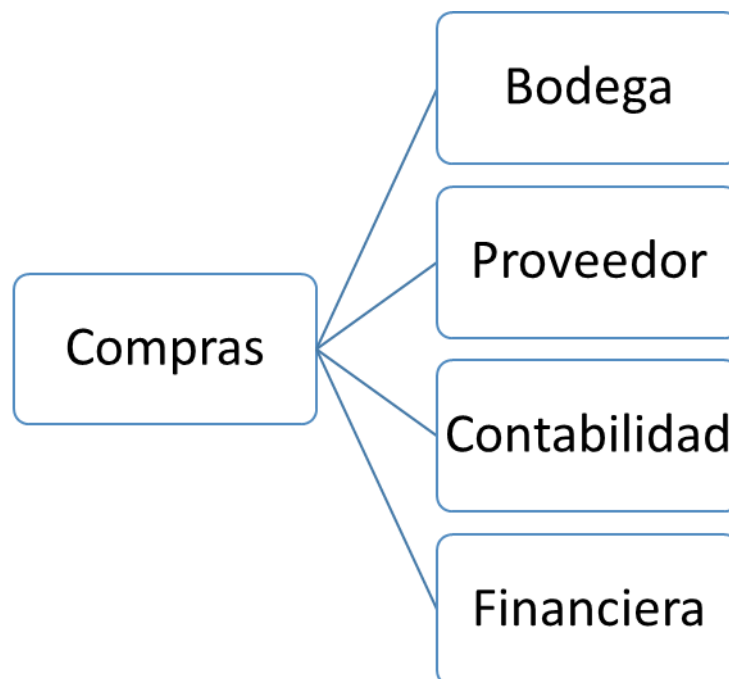 Bodega
Proveedor
Compras
Contabilidad
Financiera